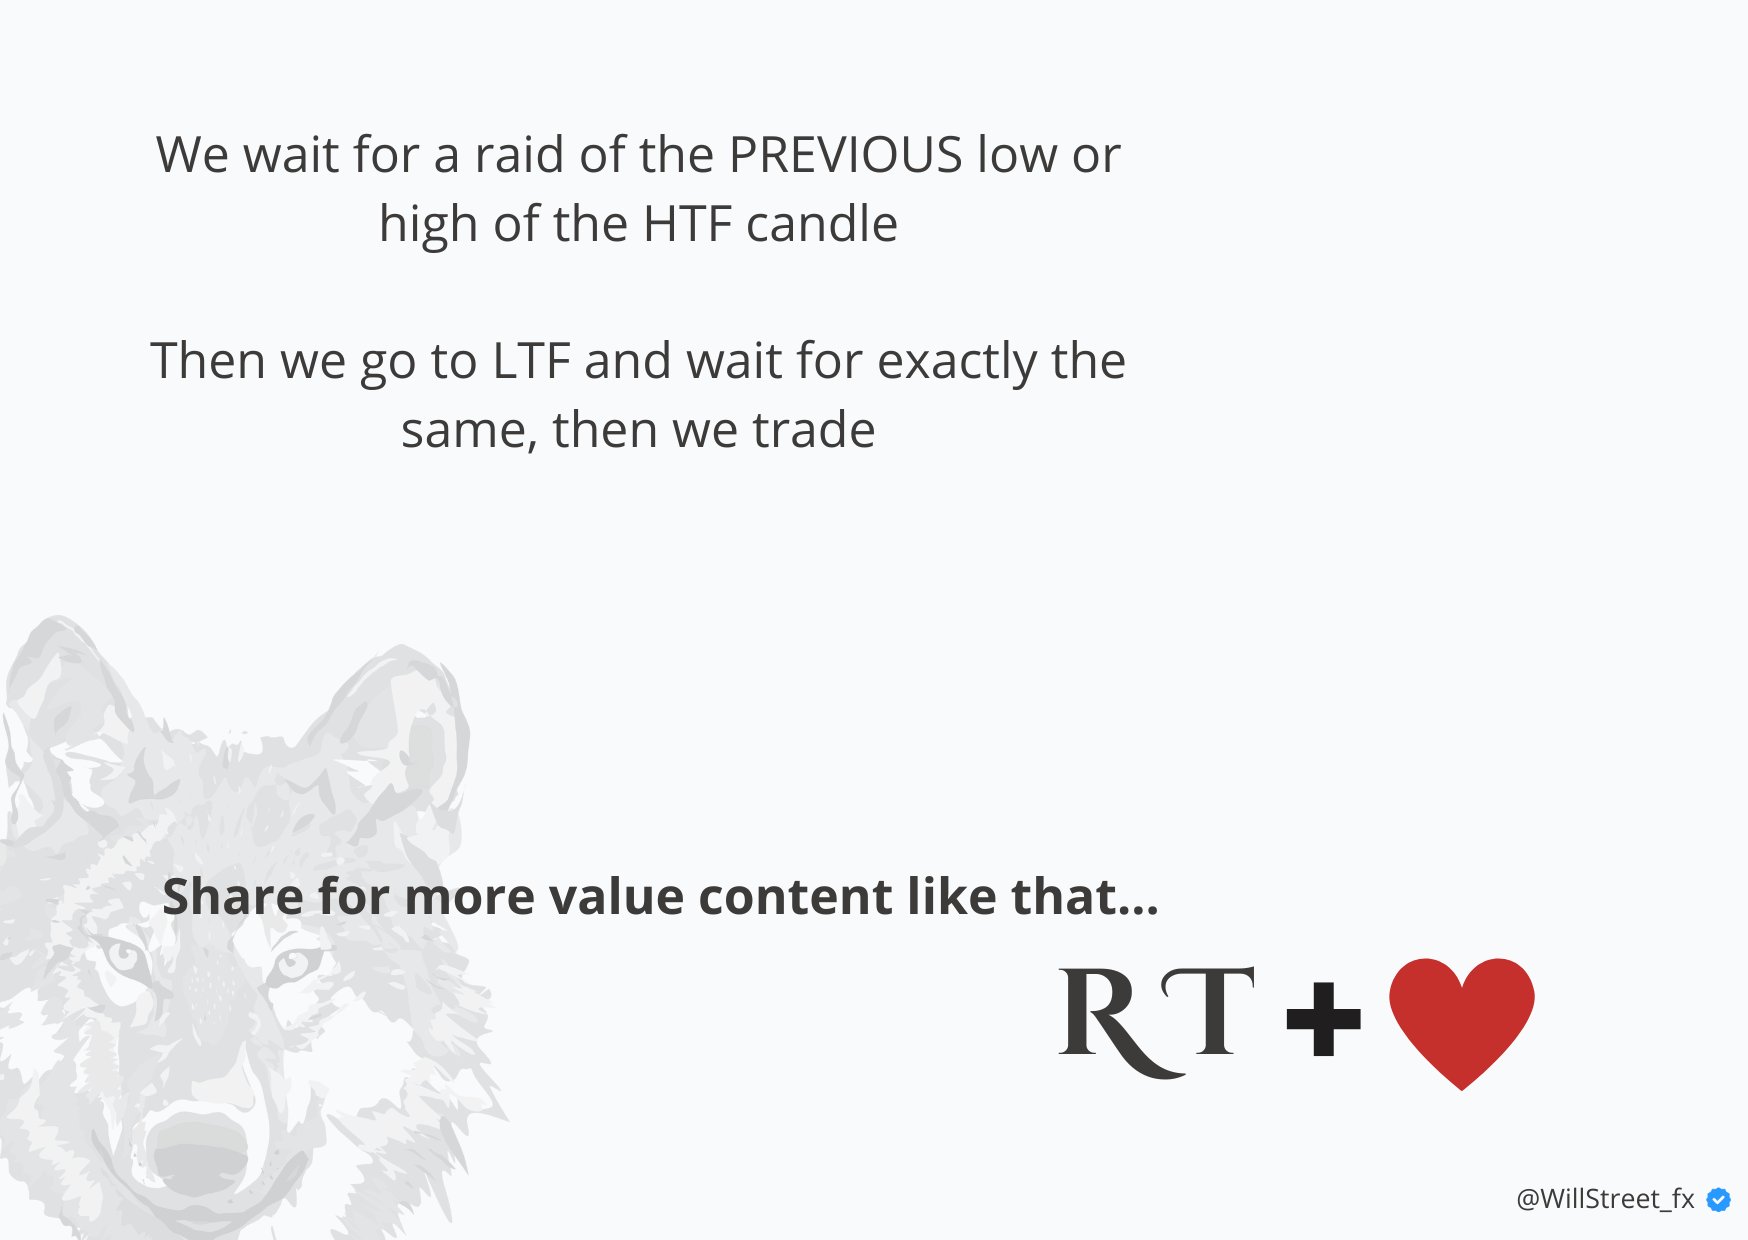 We wait for a raid of the PREVIOUS low or
high of the HTF candle
Then we go to LTF and wait for exactly the
same, then we trade
Share for more value content like that...
RT +
@WillStreet_fx